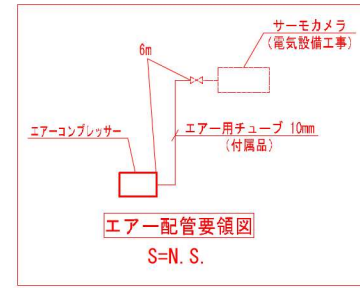 サーモカメラ
(電気設備工事)
6m
エアーコンプレッサー
エアー用チューブ 10mm
(付属品)
エアー配管要領図
S=N.S.